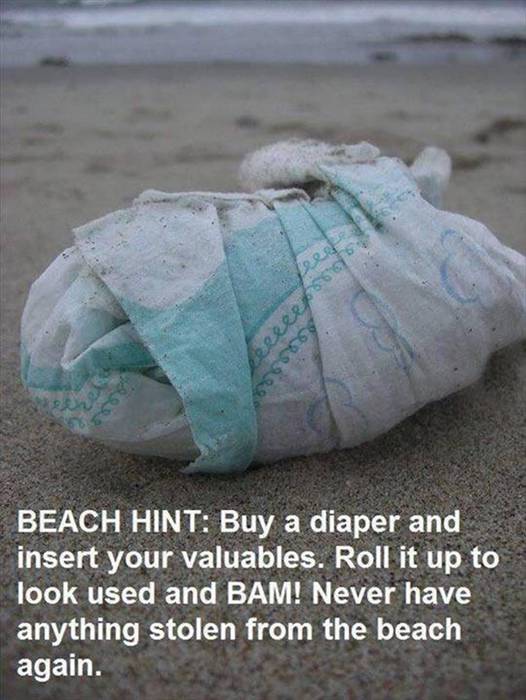 BEACH HINT: Buy a diaper and
insert your valuables. Roll it up to
look used and BAM! Never have
anything stolen from the beach
again.